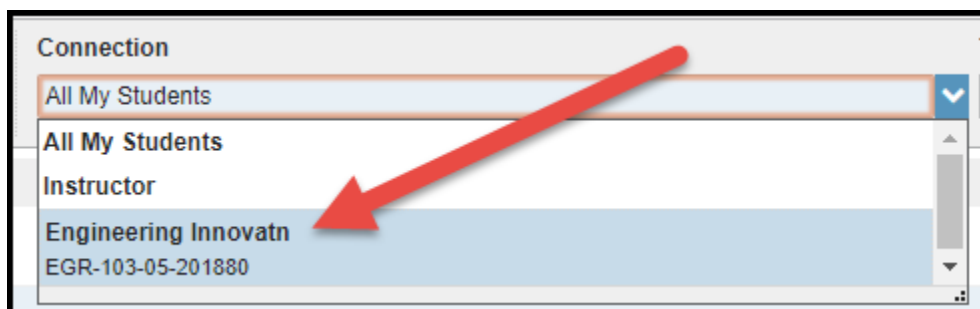 Connection
All My Students
All My Students
Instructor
Engineering Innovatn
EGR-103-05-201880